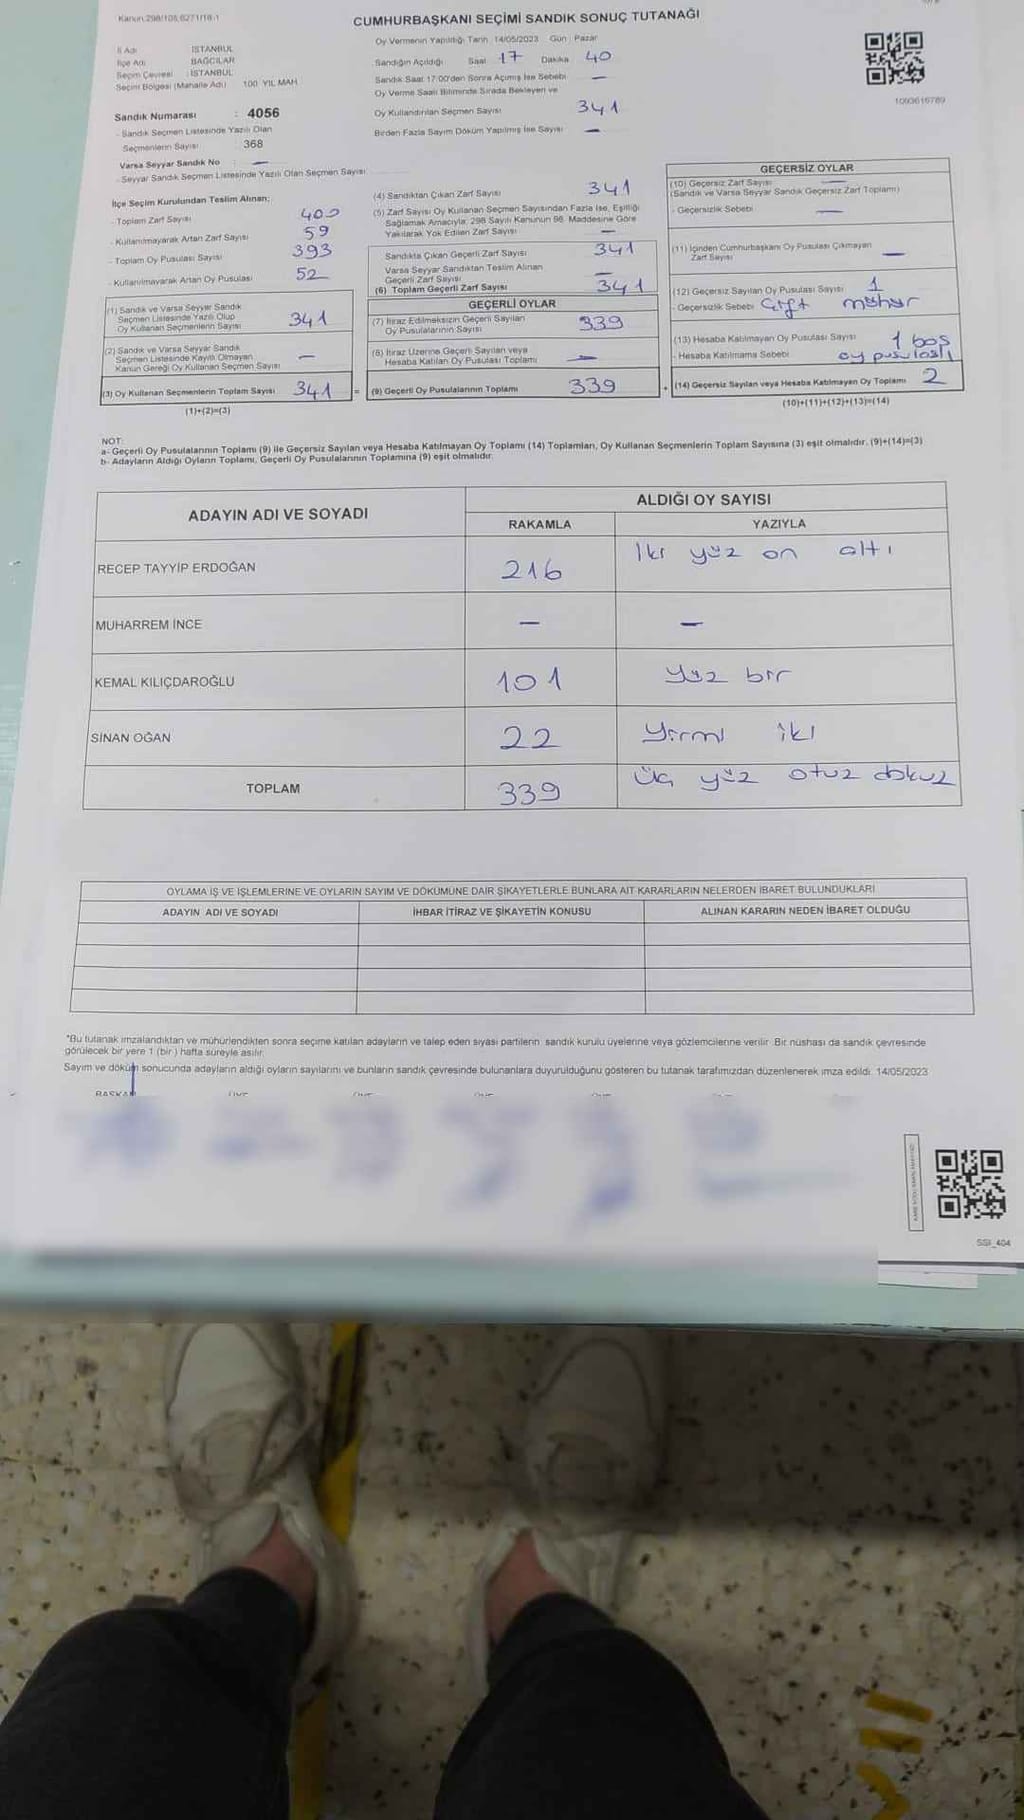 Kanun 298/105,6271/16-1
CUMHURBAŞKANI SEÇİMİ SANDIK SONUÇ TUTANAĞI
İl Adı İSTANBUL
İlçe Adı BAĞCILAR
Seçim Çevresi : İSTANBUL
Seçim Bölgesi (Mahalle Adı) 100. YIL MAH.
Sandık Numarası : 4056
- Sandık Seçmen Listesinde Yazılı Olan
Seçmenlerin Sayısı 368
Varsa Seyyar Sandık No : —
- Seyyar Sandık Seçmen Listesinde Yazılı Olan Seçmen Sayısı
Oy Vermenin Yapıldığı Tarih 14/05/2023 Gün : Pazar
Sandığın Açıldığı Saat 17 Dakika 40
Sandık Saat 17:00'den Sonra Açımış İse Sebebi —
Oy Verme Saati Bitiminde Sırada Bekleyen ve
Oy Kullandırılan Seçmen Sayısı 341
Birden Fazla Sayım Döküm Yapılmış İse Sayısı —
1093616789
İlçe Seçim Kurulundan Teslim Alınan;
- Toplam Zarf Sayısı 400
- Kullanılmayarak Artan Zarf Sayısı 59
- Toplam Oy Pusulası Sayısı 393
- Kullanılmayarak Artan Oy Pusulası 52
(1) Sandık ve Varsa Seyyar Sandık
Seçmen Listesinde Yazılı Olup
Oy Kullanan Seçmenlerin Sayısı 341
(2) Sandık ve Varsa Seyyar Sandık
Seçmen Listesinde Kayıtlı Olmayan
Kanun Gereği Oy Kullanan Seçmen Sayısı —
(3) Oy Kullanan Seçmenlerin Toplam Sayısı 341 =
(1)+(2)=(3)
(4) Sandıktan Çıkan Zarf Sayısı 341
(5) Zarf Sayısı Oy Kullanan Seçmen Sayısından Fazla İse, Eşitliği
Sağlamak Amacıyla; 298 Sayılı Kanunun 98. Maddesine Göre
Yakılarak Yok Edilen Zarf Sayısı —
Sandıkta Çıkan Geçerli Zarf Sayısı 341
Varsa Seyyar Sandıktan Teslim Alınan
Geçerli Zarf Sayısı —
(6) Toplam Geçerli Zarf Sayısı 341
GEÇERLİ OYLAR
(7) İtiraz Edilmeksizin Geçerli Sayılan
Oy Pusulalarının Sayısı 339
(8) İtiraz Üzerine Geçerli Sayılan veya
Hesaba Katılan Oy Pusulası Toplamı —
(9) Geçerli Oy Pusulalarının Toplamı 339 +
GEÇERSİZ OYLAR
(10) Geçersiz Zarf Sayısı —
(Sandık ve Varsa Seyyar Sandık Geçersiz Zarf Toplamı)
- Geçersizlik Sebebi —
(11) İçinden Cumhurbaşkanı Oy Pusulası Çıkmayan
Zarf Sayısı —
(12) Geçersiz Sayılan Oy Pusulası Sayısı 1
- Geçersizlik Sebebi Çift mühür
(13) Hesaba Katılmayan Oy Pusulası Sayısı 1 boş
- Hesaba Katılmama Sebebi oy pusulası
(14) Geçersiz Sayılan veya Hesaba Katılmayan Oy Toplamı 2
(10)+(11)+(12)+(13)=(14)
NOT:
a- Geçerli Oy Pusulalarının Toplamı (9) ile Geçersiz Sayılan veya Hesaba Katılmayan Oy Toplamı (14) Toplamları, Oy Kullanan Seçmenlerin Toplam Sayısına (3) eşit olmalıdır. (9)+(14)=(3)
b- Adayların Aldığı Oyların Toplamı, Geçerli Oy Pusulalarının Toplamına (9) eşit olmalıdır.
ADAYIN ADI VE SOYADI
ALDIĞI OY SAYISI
RAKAMLA YAZIYLA
RECEP TAYYİP ERDOĞAN 216 İki yüz on altı
MUHARREM İNCE — —
KEMAL KILIÇDAROĞLU 101 yüz bir
SİNAN OĞAN 22 yirmi iki
TOPLAM 339 üç yüz otuz dokuz
OYLAMA İŞ VE İŞLEMLERİNE VE OYLARIN SAYIM VE DÖKÜMÜNE DAİR ŞİKAYETLERLE BUNLARA AİT KARARLARIN NELERDEN İBARET BULUNDUKLARI
ADAYIN ADI VE SOYADI İHBAR İTİRAZ VE ŞİKAYETİN KONUSU ALINAN KARARIN NEDEN İBARET OLDUĞU
*Bu tutanak imzalandıktan ve mühürlendikten sonra seçime katılan adayların ve talep eden siyasi partilerin sandık kurulu üyelerine veya gözlemcilerine verilir. Bir nüshası da sandık çevresinde
görülecek bir yere 1 (bir) hafta süreyle asılır.
Sayım ve döküm sonucunda adayların aldığı oyların sayılarını ve bunların sandık çevresinde bulunanlara duyurulduğunu gösteren bu tutanak tarafımızdan düzenlenerek imza edildi. 14/05/2023
BAŞKAN
SSI_404